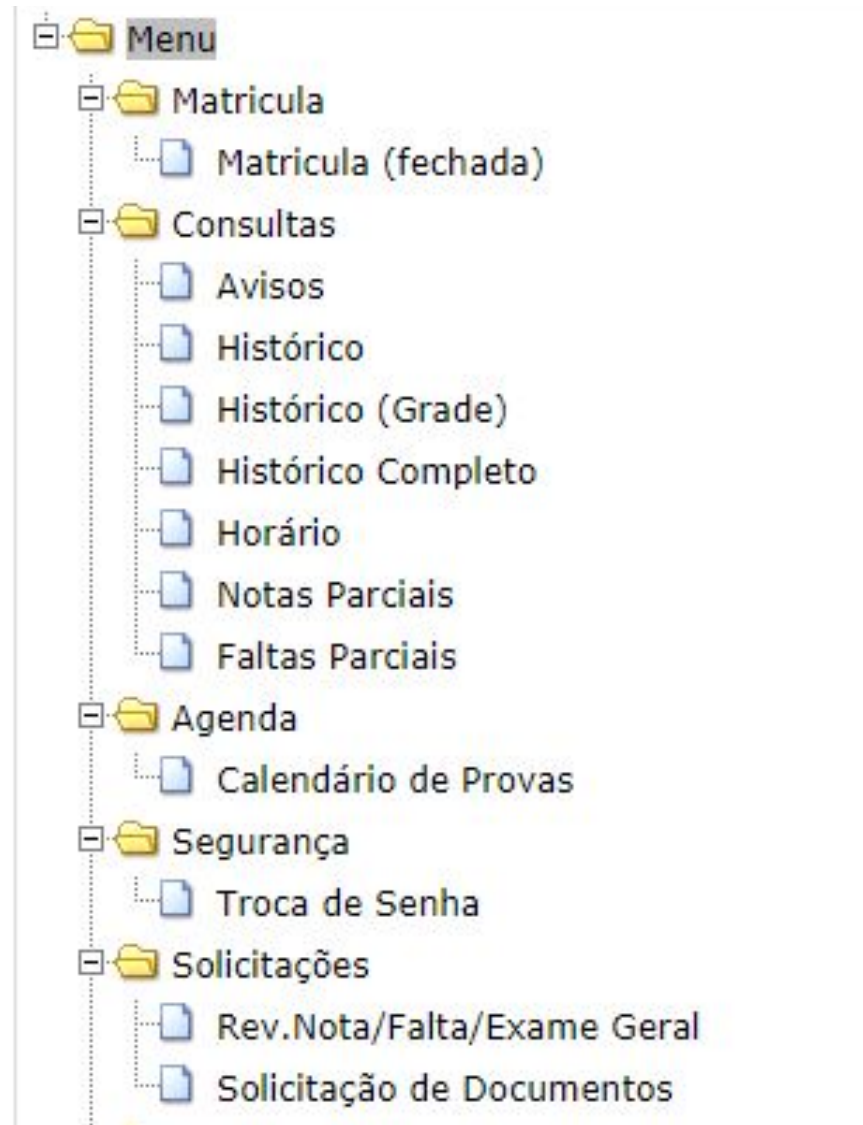 Menu
Matricula
Matricula (fechada)
Consultas
Avisos
Histórico
Histórico (Grade)
Histórico Completo
Horário
Notas Parciais
Faltas Parciais
Agenda
Calendário de Provas
Segurança
Troca de Senha
Solicitações
Rev.Nota/Falta/Exame Geral
Solicitação de Documentos